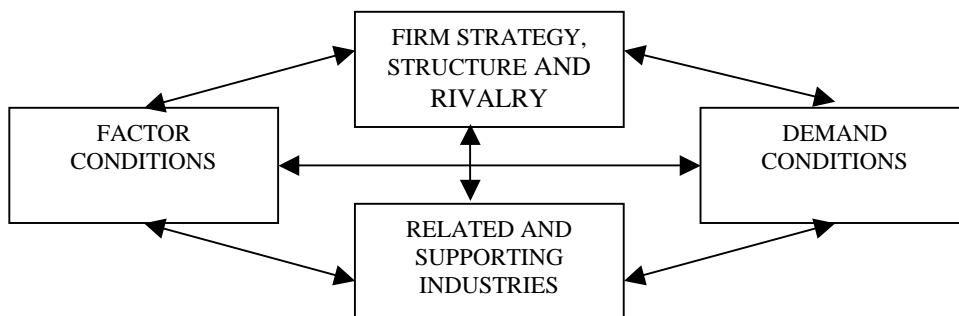 FIRM STRATEGY,
STRUCTURE AND
RIVALRY
FACTOR
CONDITIONS
DEMAND
CONDITIONS
RELATED AND
SUPPORTING
INDUSTRIES